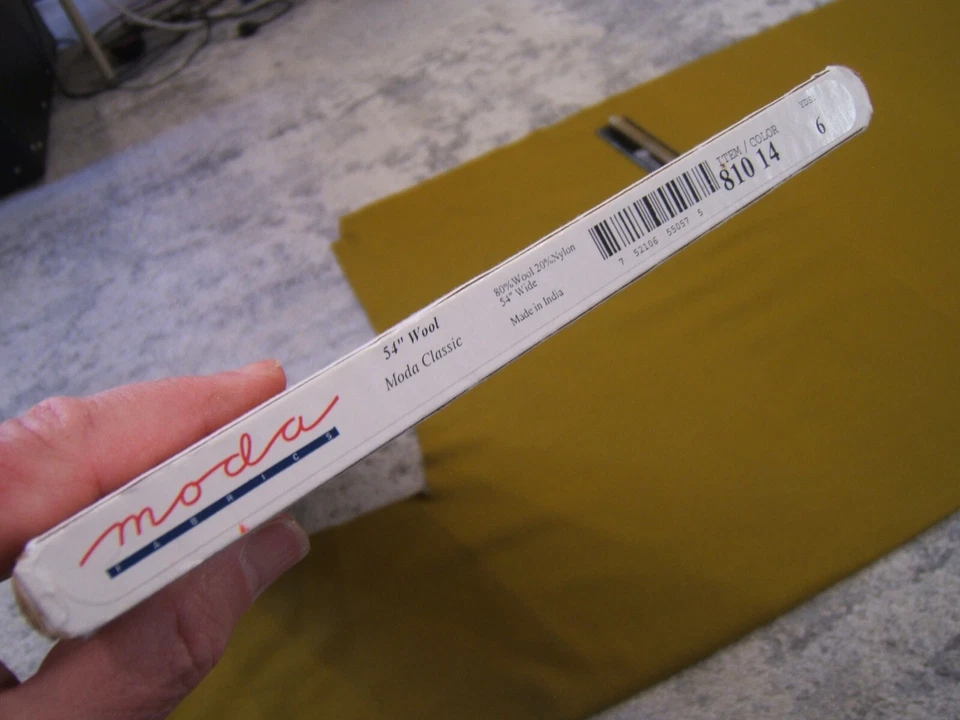 moda
FABRICS
54" Wool
Moda Classic
80%Wool 20%Nylon
54" Wide
Made in India
7 52106 55057 5
ITEM / COLOR
810 14
YDS.
6